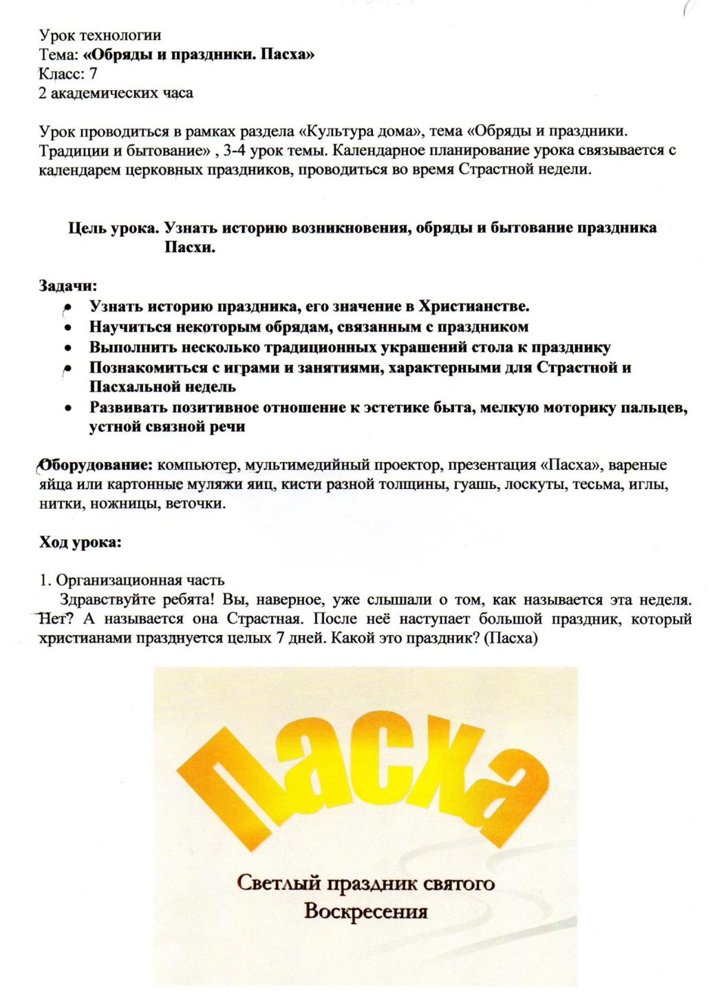 Урок технологии
Тема: «Обряды и праздники. Пасха»
Класс: 7
2 академических часа
Урок проводиться в рамках раздела «Культура дома», тема «Обряды и праздники.
Традиции и бытование» , 3-4 урок темы. Календарное планирование урока связывается с
календарем церковных праздников, проводиться во время Страстной недели.
Цель урока. Узнать историю возникновения, обряды и бытование праздника
Пасхи.
Задачи:
• Узнать историю праздника, его значение в Христианстве.
• Научиться некоторым обрядам, связанным с праздником
• Выполнить несколько традиционных украшений стола к празднику
• Познакомиться с играми и занятиями, характерными для Страстной и
Пасхальной недель
• Развивать позитивное отношение к эстетике быта, мелкую моторику пальцев,
устной связной речи
Оборудование: компьютер, мультимедийный проектор, презентация «Пасха», вареные
яйца или картонные муляжи яиц, кисти разной толщины, гуашь, лоскуты, тесьма, иглы,
нитки, ножницы, веточки.
Ход урока:
1. Организационная часть
Здравствуйте ребята! Вы, наверное, уже слышали о том, как называется эта неделя.
Нет? А называется она Страстная. После неё наступает большой праздник, который
христианами празднуется целых 7 дней. Какой это праздник? (Пасха)
Пасха
Светлый праздник святого
Воскресения